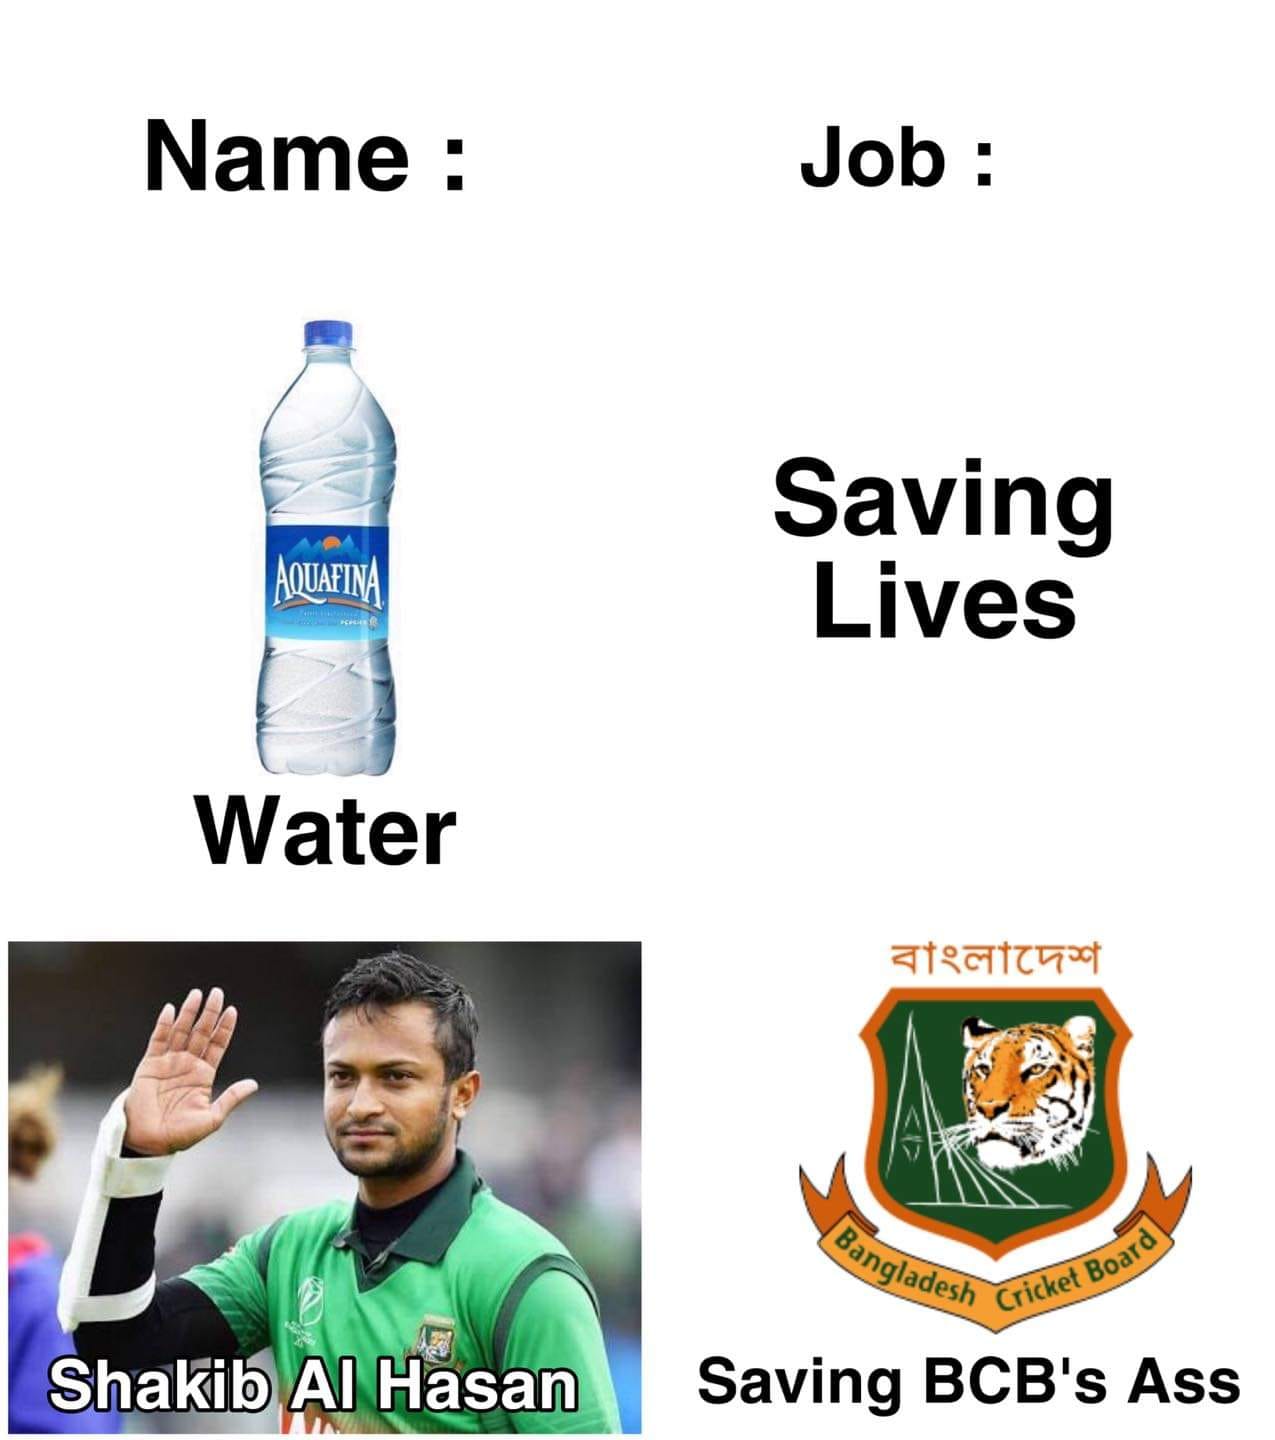 Name :
Job :
AQUAFINA
Saving
Lives
Water
বাংলাদেশ
Bangladesh Cricket Board
Shakib Al Hasan
Saving BCB's Ass